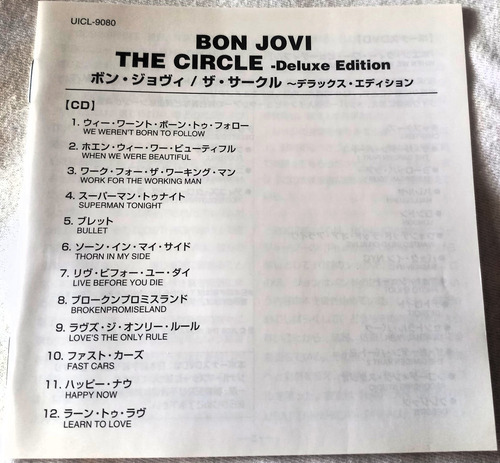 UICL-9080
BON JOVI
THE CIRCLE -Deluxe Edition
ボン・ジョヴィ / ザ・サークル ～デラックス・エディション
【CD】
1. ウィー・ワーント・ボーン・トゥ・フォロー
WE WEREN'T BORN TO FOLLOW
2. ホエン・ウィー・ワー・ビューティフル
WHEN WE WERE BEAUTIFUL
3. ワーク・フォー・ザ・ワーキング・マン
WORK FOR THE WORKING MAN
4. スーパーマン・トゥナイト
SUPERMAN TONIGHT
5. ブレット
BULLET
6. ソーン・イン・マイ・サイド
THORN IN MY SIDE
7. リヴ・ビフォー・ユー・ダイ
LIVE BEFORE YOU DIE
8. ブロークンプロミスランド
BROKENPROMISELAND
9. ラヴズ・ジ・オンリー・ルール
LOVE'S THE ONLY RULE
10. ファスト・カーズ
FAST CARS
11. ハッピー・ナウ
HAPPY NOW
12. ラーン・トゥ・ラヴ
LEARN TO LOVE